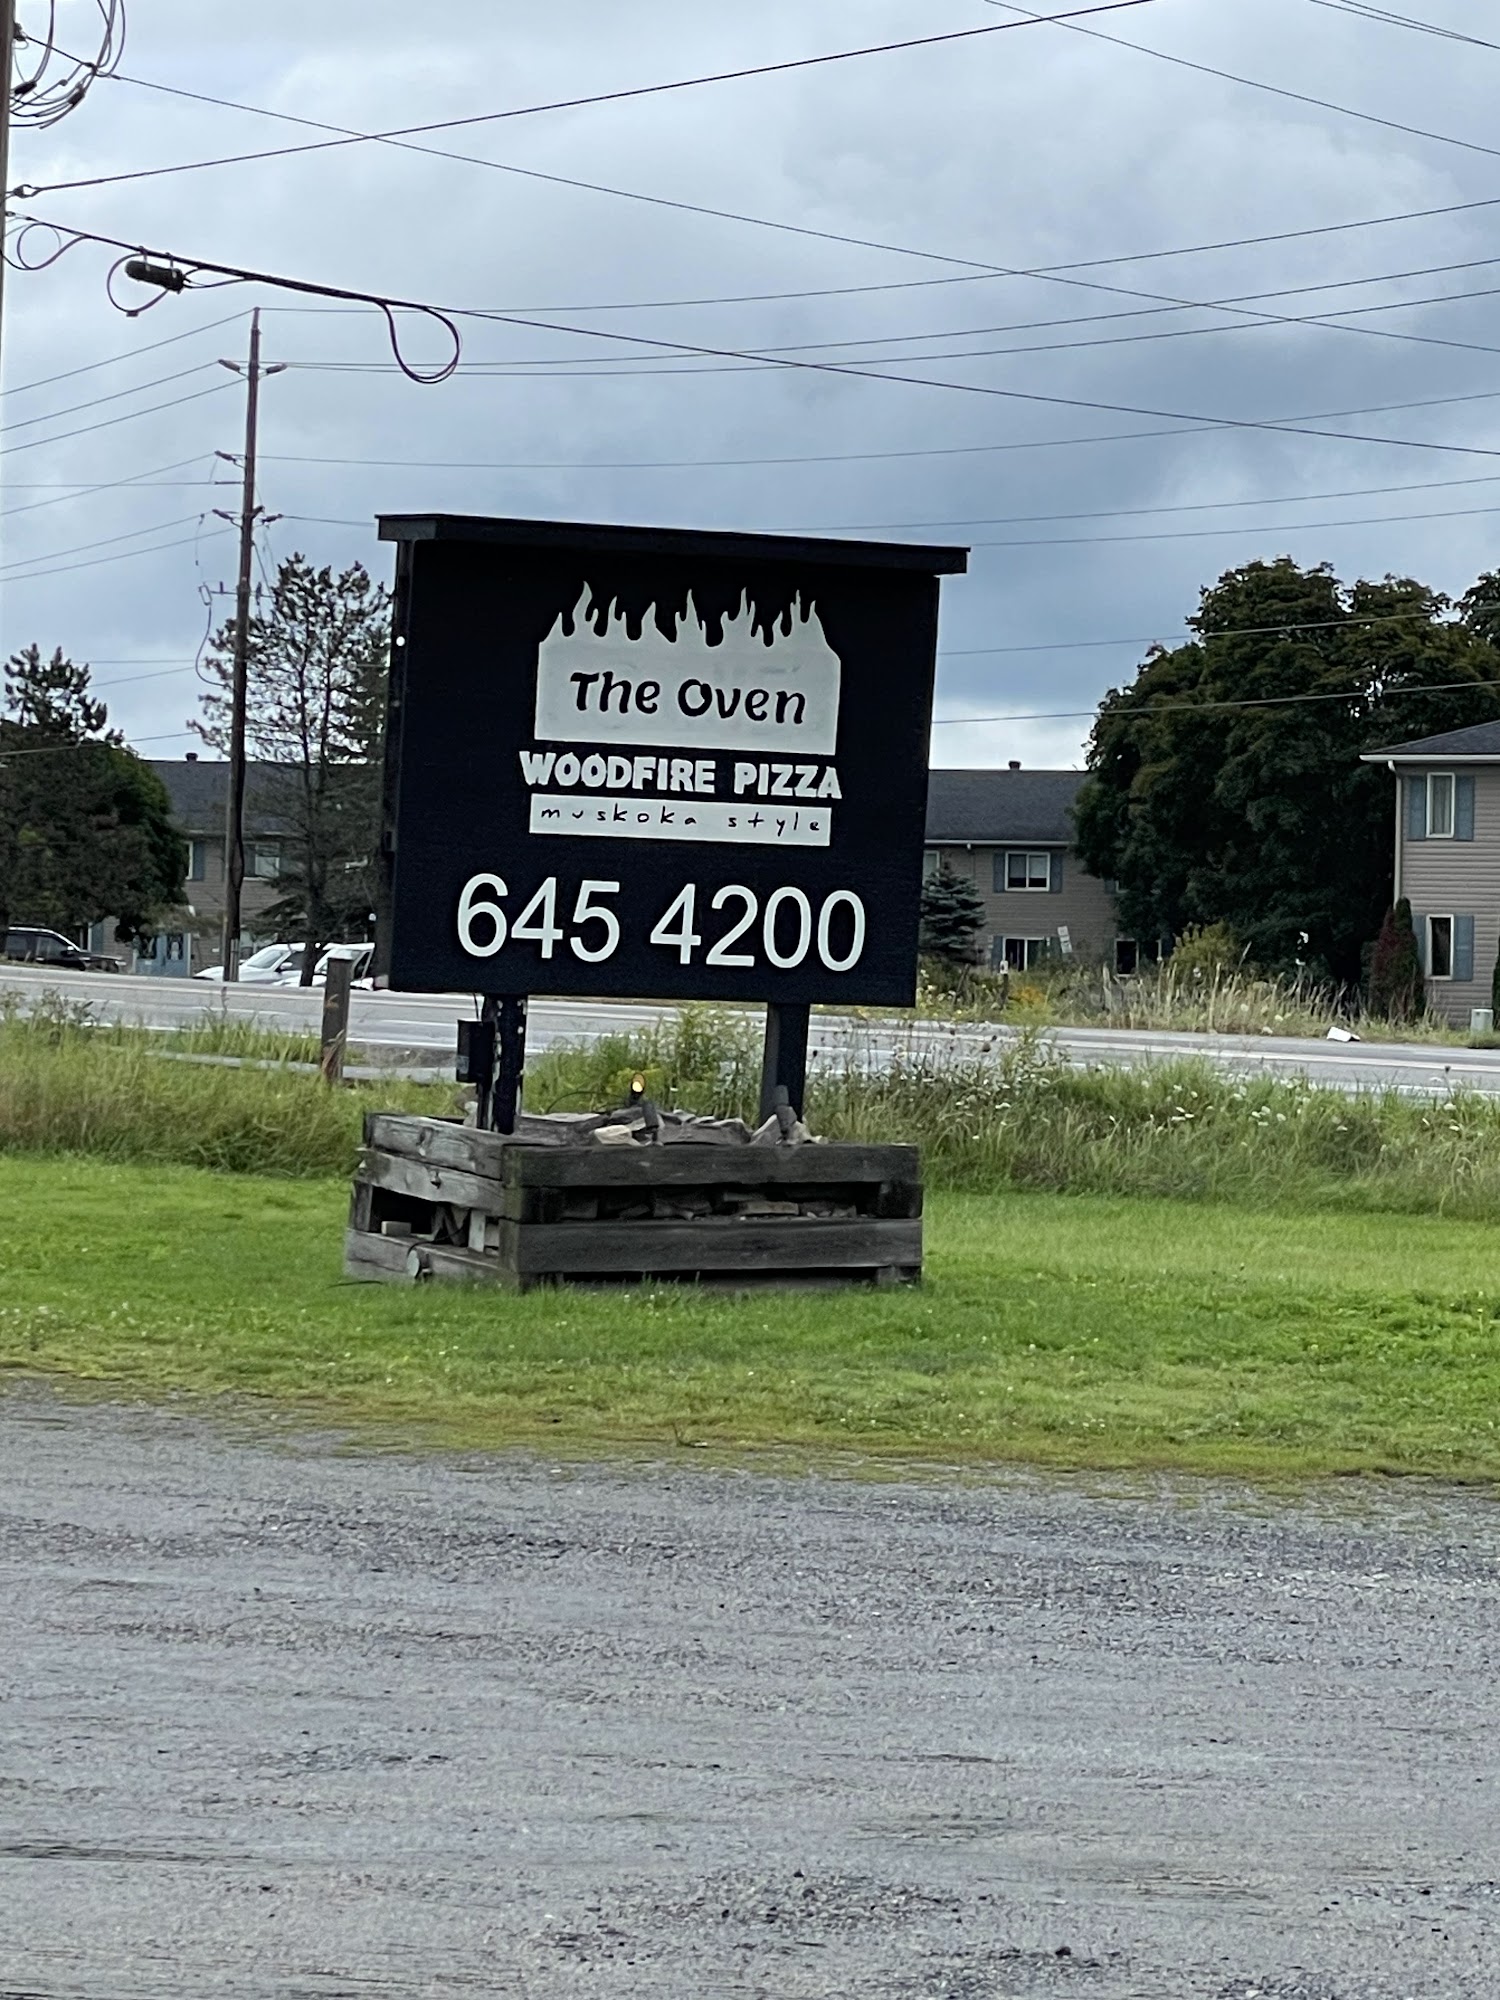 The Oven
WOODFIRE PIZZA
muskoka style
645 4200